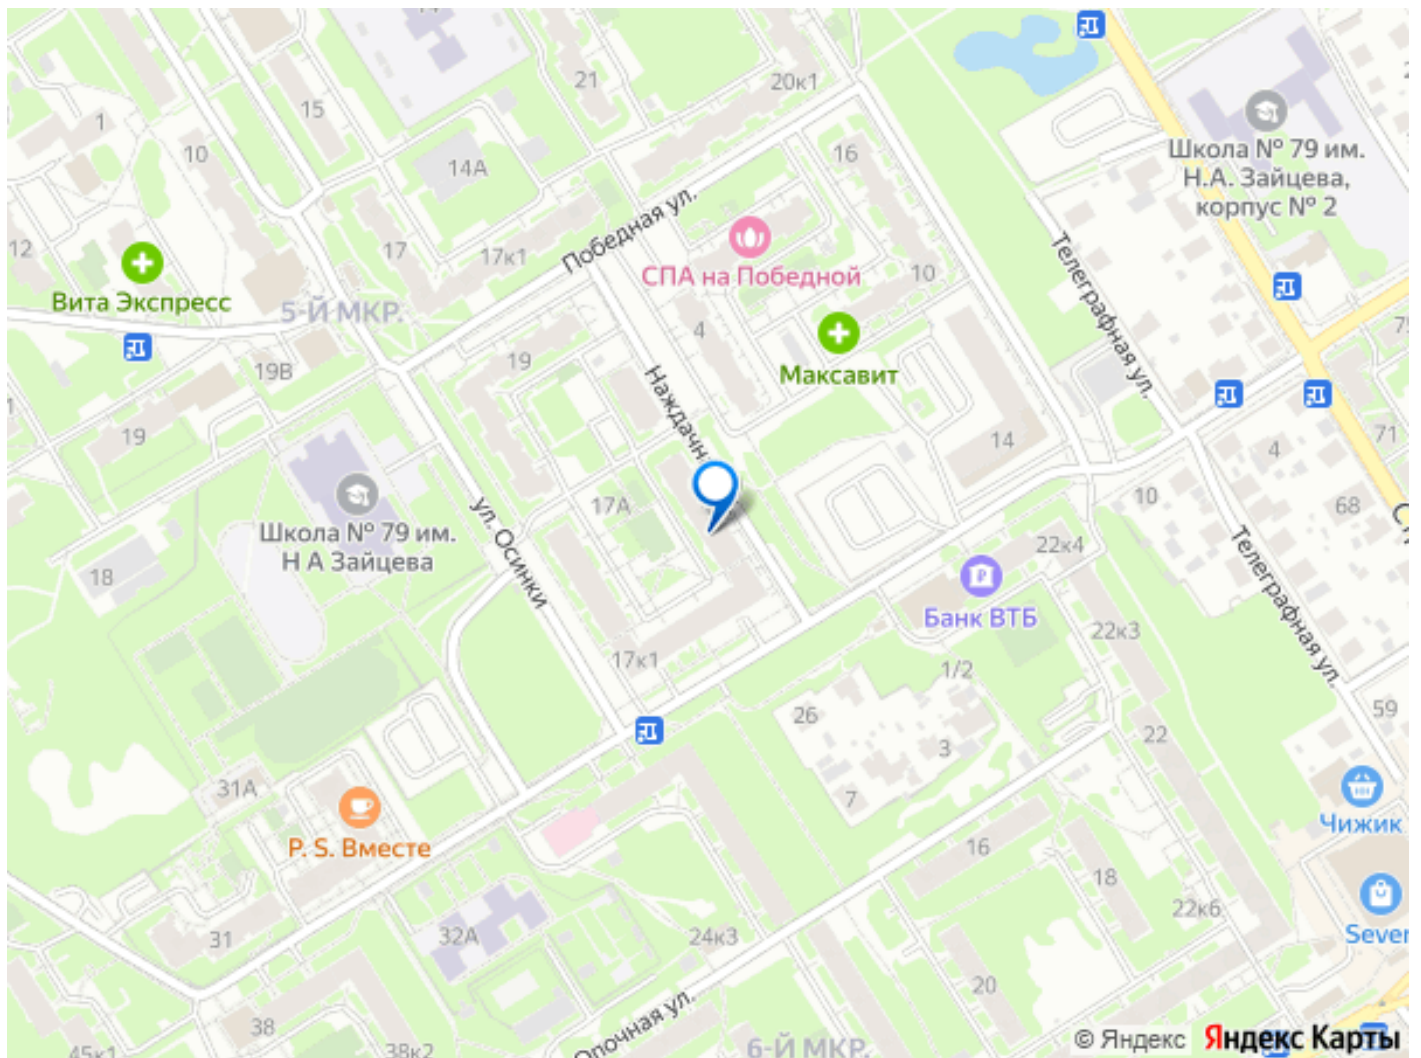 21
20к1
1
15
10
14А
16
Школа № 79 им.
Н.А. Зайцева,
корпус № 2
12
17
17к1
Победная ул.
СПА на Победной
10
Телеграфная ул.
Вита Экспресс
5-Й МКР.
4
19
Максавит
19В
19
14
71
4
17А
10
68
ул. Осинки
Школа № 79 им.
Н А Зайцева
18
22к4
Банк ВТБ
22к3
Телеграфная ул.
17к1
1/2
26
3
22
59
7
31А
P. S. Вместе
Чижик
16
18
22к6
31
32А
24к3
20
38
Опочная ул.
6-Й МКР.
45к1
38к2
© Яндекс Яндекс Карты